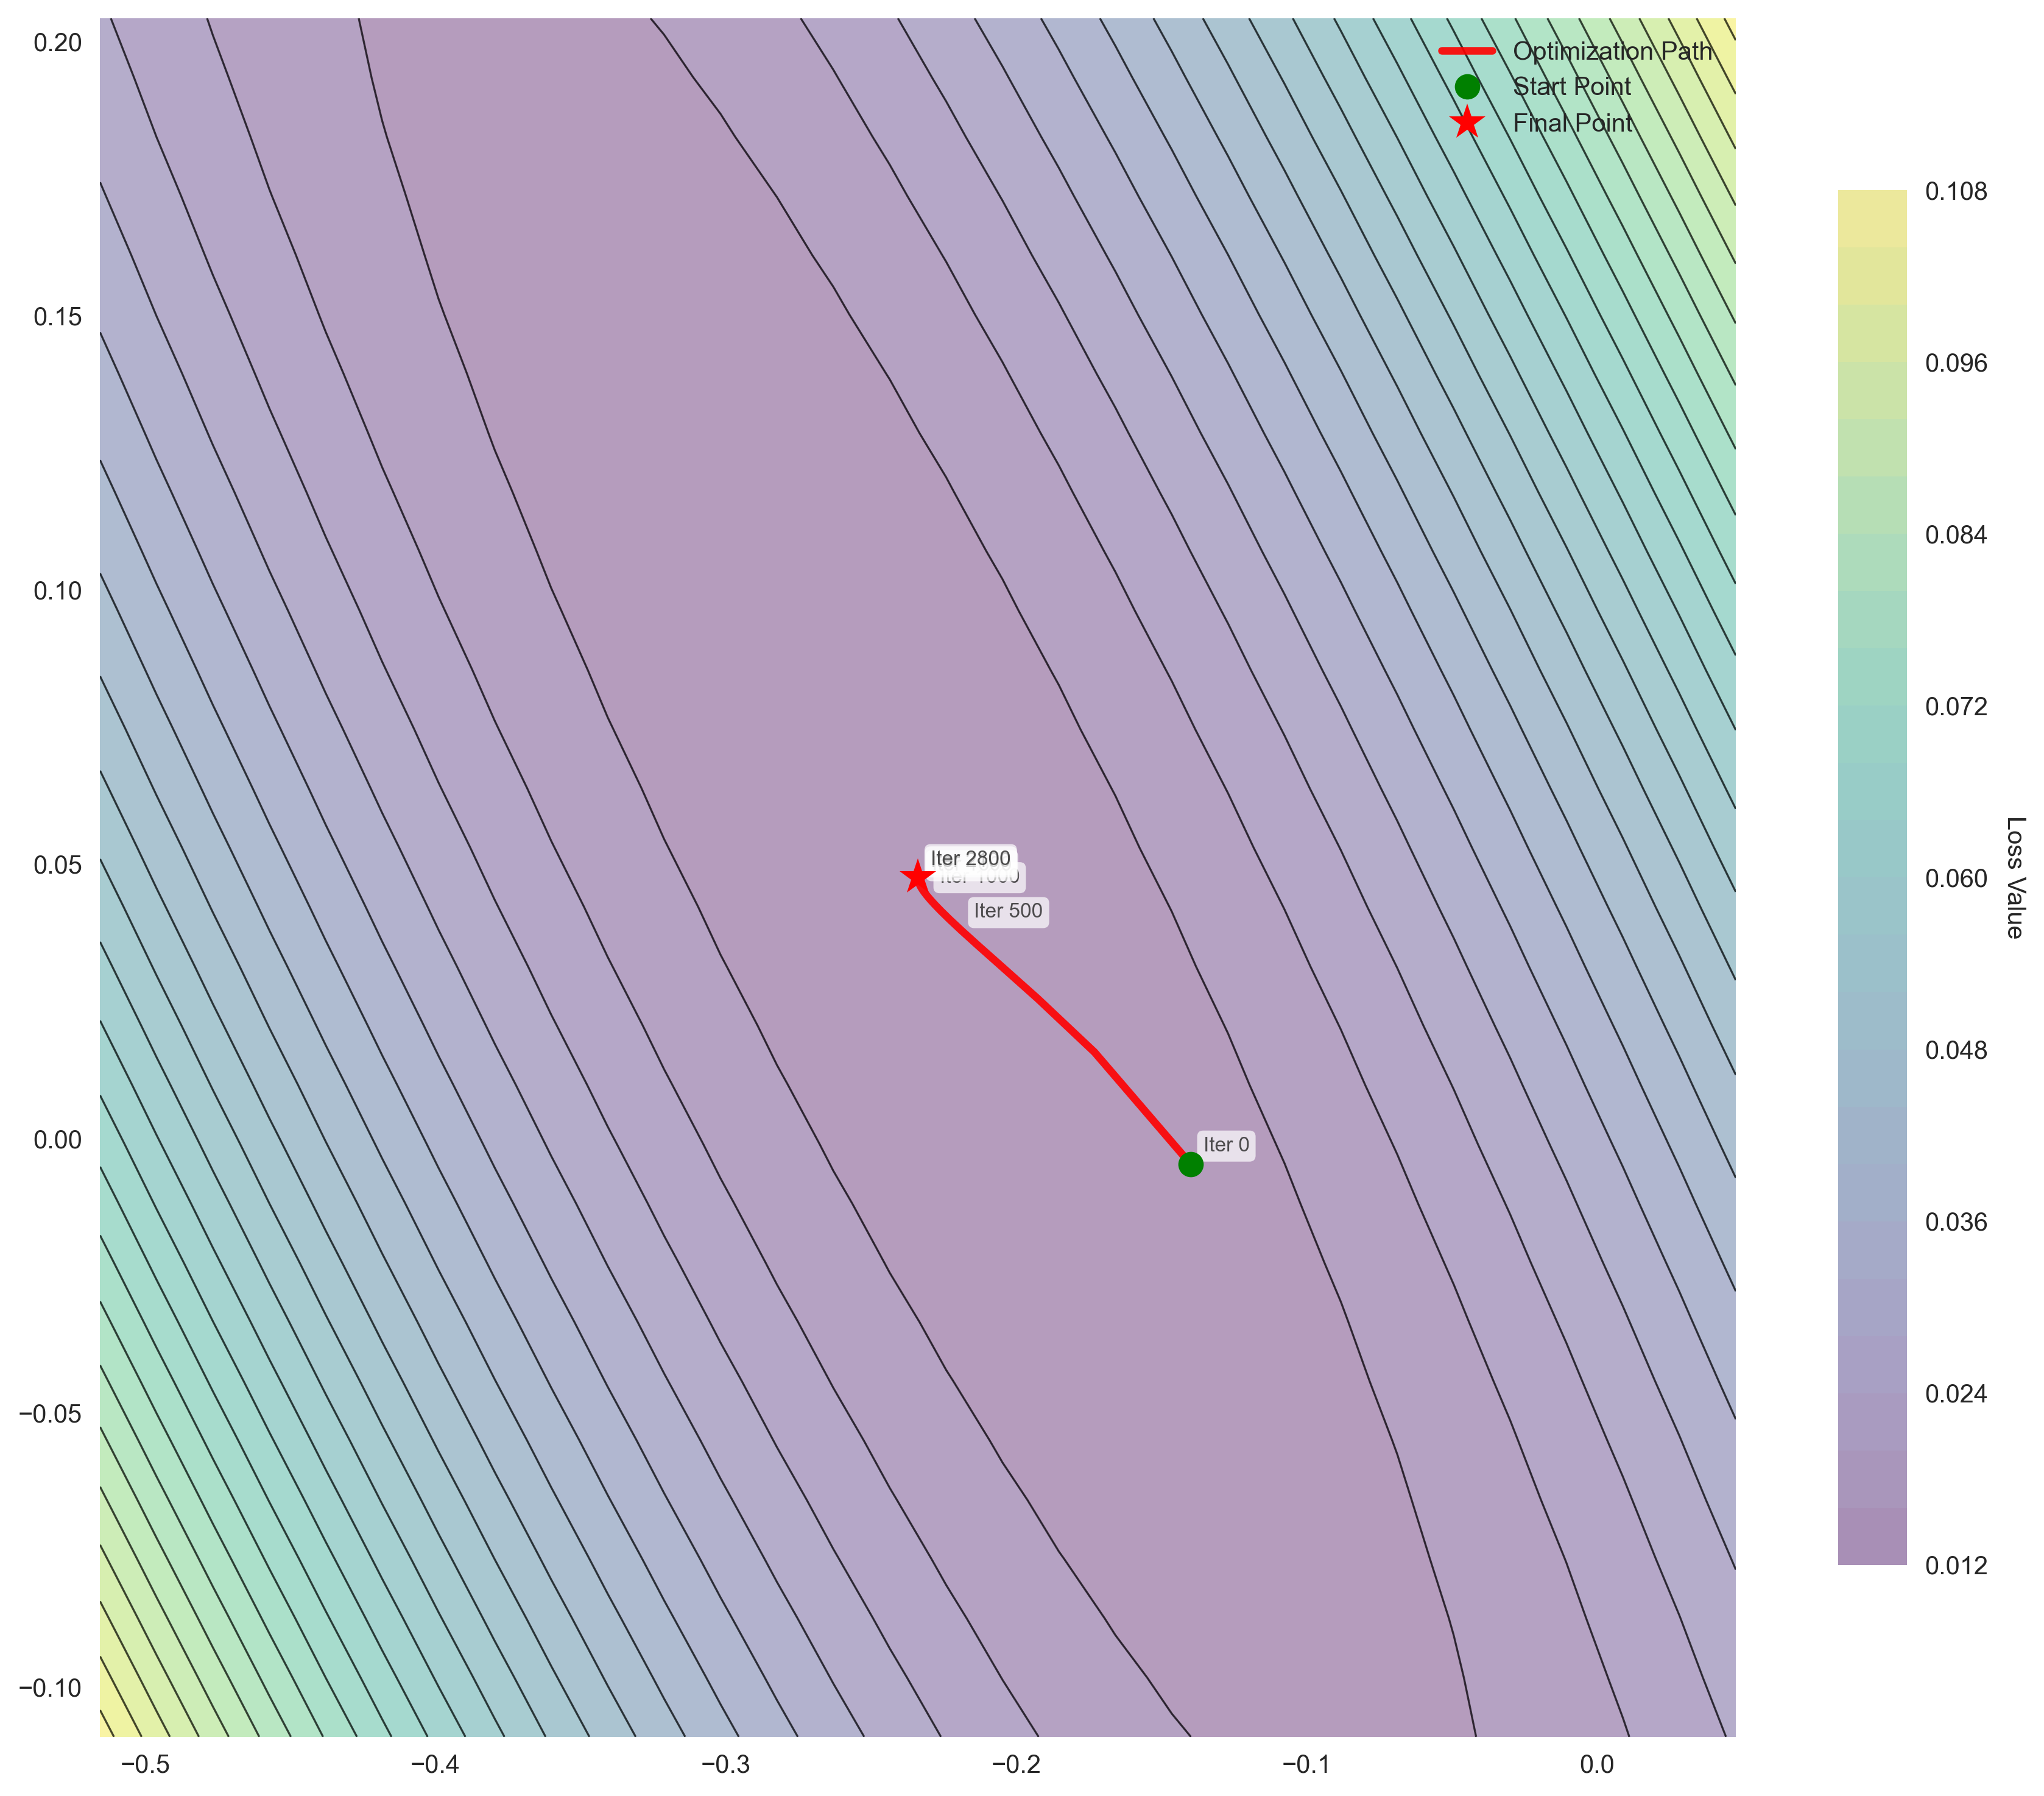 0.20
0.15
0.10
0.05
0.00
−0.05
−0.10
−0.5
−0.4
−0.3
−0.2
−0.1
0.0
Optimization Path
Start Point
Final Point
Iter 2800
Iter 1000
Iter 500
Iter 0
0.108
0.096
0.084
0.072
0.060
0.048
0.036
0.024
0.012
Loss Value